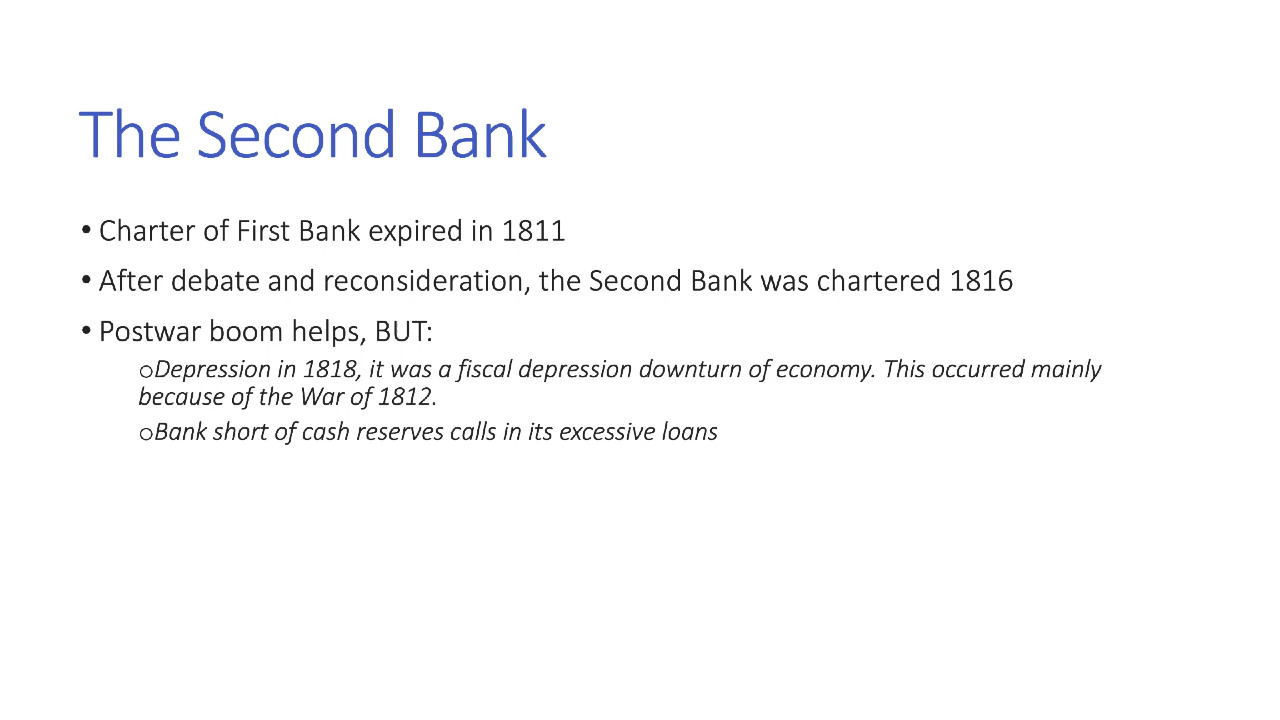 The Second Bank
• Charter of First Bank expired in 1811
• After debate and reconsideration, the Second Bank was chartered 1816
• Postwar boom helps, BUT:
oDepression in 1818, it was a fiscal depression downturn of economy. This occurred mainly
because of the War of 1812.
oBank short of cash reserves calls in its excessive loans